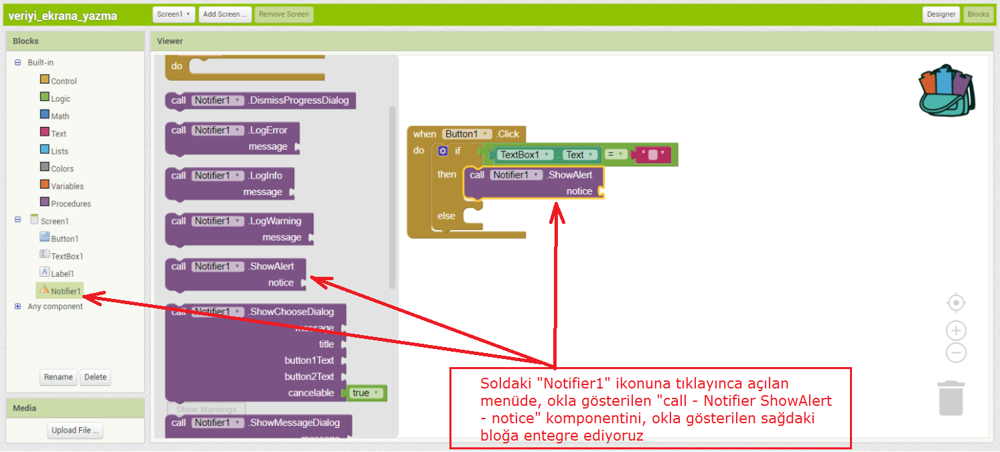 veriyi_ekrana_yazma Screen1 Add Screen ... Remove Screen Designer Blocks
Blocks
Built-in
Control
Logic
Math
Text
Lists
Colors
Variables
Procedures
Screen1
Button1
TextBox1
Label1
Notifier1
Any component
Rename Delete
Media
Upload File ...
Viewer
do
call Notifier1 .DismissProgressDialog
call Notifier1 .LogError
message
call Notifier1 .LogInfo
message
call Notifier1 .LogWarning
message
call Notifier1 .ShowAlert
notice
call Notifier1 .ShowChooseDialog
message
title
button1Text
button2Text
cancelable true
Show Warnings
call Notifier1 .ShowMessageDialog
message
when Button1 .Click
do if TextBox1 . Text = " "
then call Notifier1 .ShowAlert
notice
else
Soldaki "Notifier1" ikonuna tıklayınca açılan
menüde, okla gösterilen "call - Notifier ShowAlert
- notice" komponentini, okla gösterilen sağdaki
bloğa entegre ediyoruz